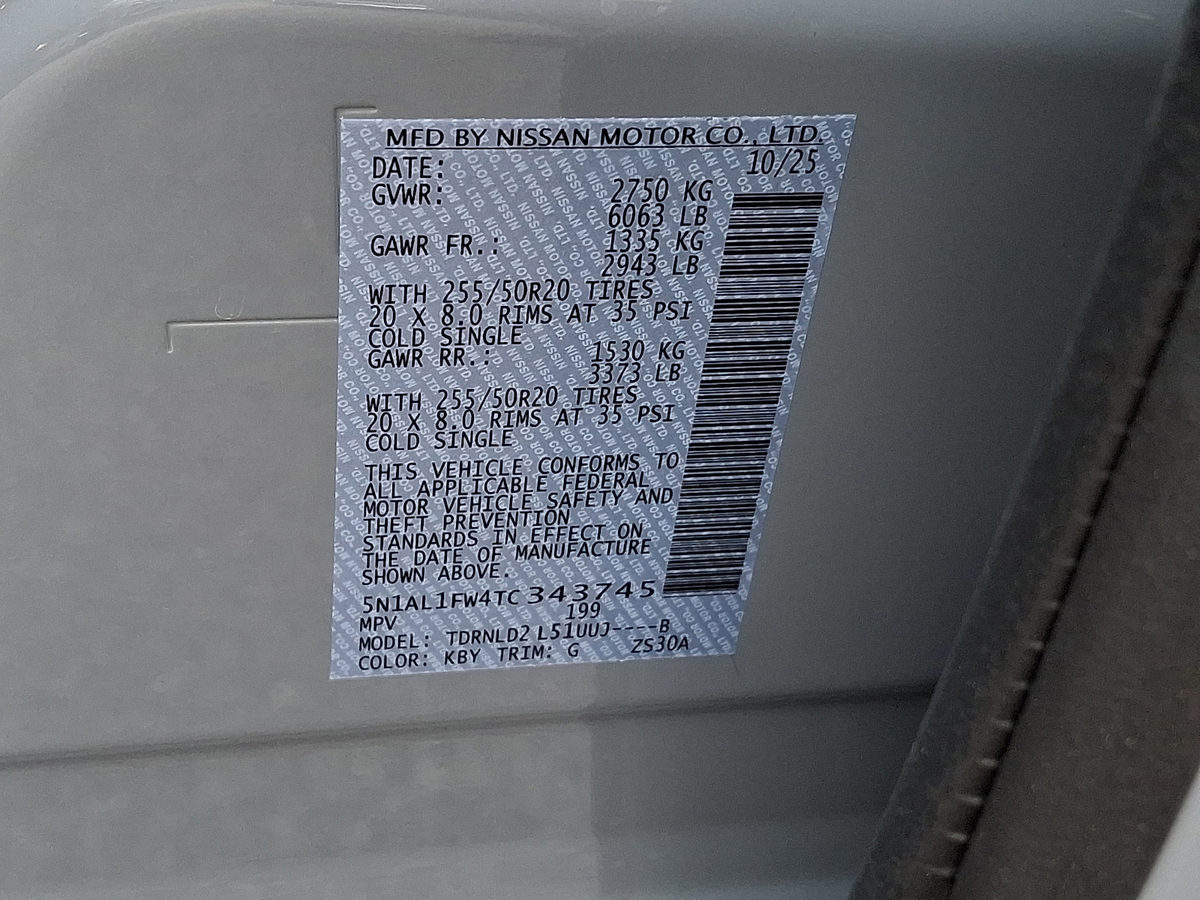 MFD BY NISSAN MOTOR CO., LTD.
DATE: 10/25
GVWR: 2750 KG
6063 LB
GAWR FR.: 1335 KG
2943 LB
WITH 255/50R20 TIRES
20 X 8.0 RIMS AT 35 PSI
COLD SINGLE
GAWR RR.: 1530 KG
3373 LB
WITH 255/50R20 TIRES
20 X 8.0 RIMS AT 35 PSI
COLD SINGLE
THIS VEHICLE CONFORMS TO
ALL APPLICABLE FEDERAL
MOTOR VEHICLE SAFETY AND
THEFT PREVENTION
STANDARDS IN EFFECT ON
THE DATE OF MANUFACTURE
SHOWN ABOVE.
5N1AL1FW4TC343745
MPV 199
MODEL: TDRNLD2 L51UUJ----B
COLOR: KBY TRIM: G ZS30A